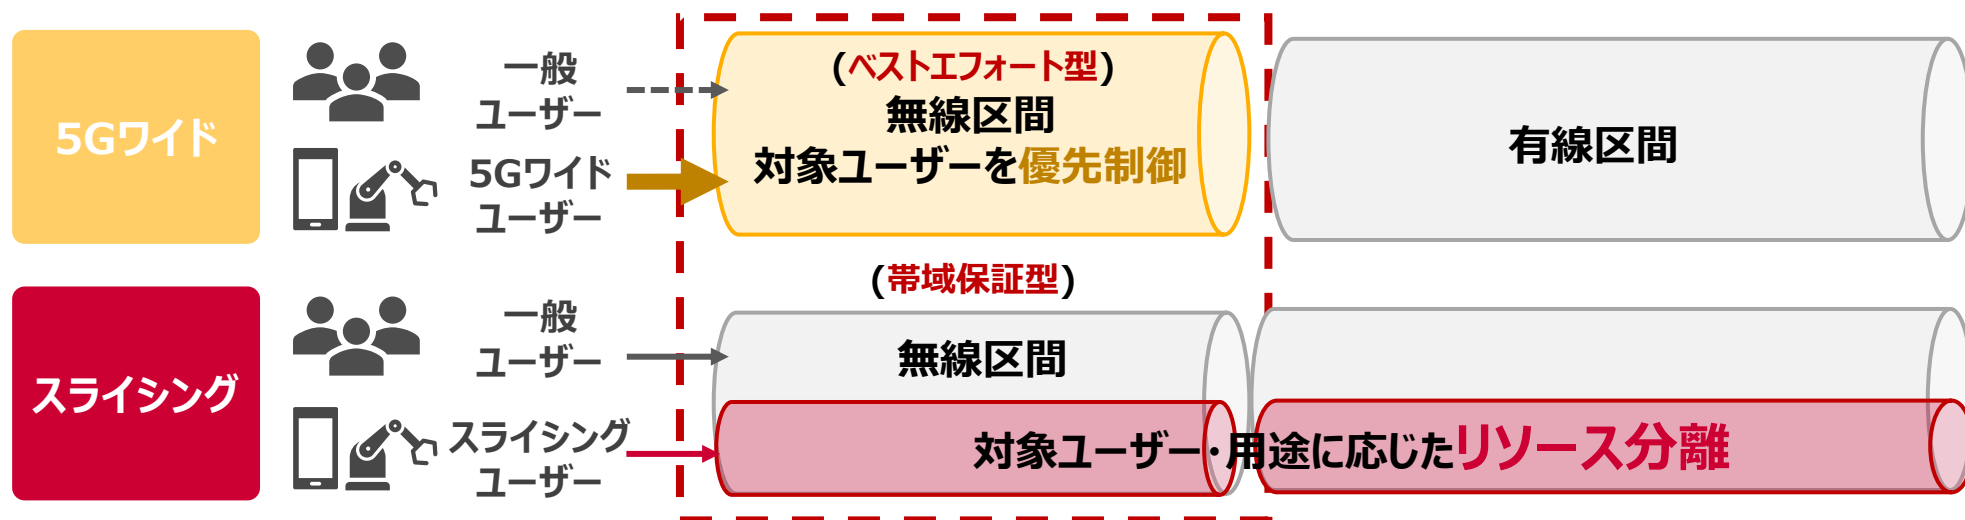 5Gワイド
一般
ユーザー
5Gワイド
ユーザー
(ベストエフォート型)
無線区間
対象ユーザーを優先制御
有線区間
スライシング
一般
ユーザー
スライシング
ユーザー
(帯域保証型)
無線区間
対象ユーザー・用途に応じたリソース分離